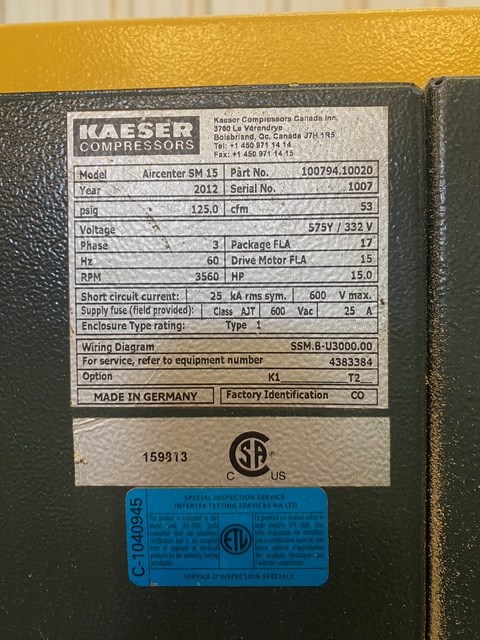 KAESER
COMPRESSORS
Kaeser Compressors Canada Inc.
3760 La Vérendrye
Boisbriand, Qc, Canada J7H 1R5
Tel: +1 450 971 14 14
Fax: +1 450 971 14 15
Model Aircenter SM 15 Part No. 100794.10020
Year 2012 Serial No. 1007
psig 125.0 cfm 53
Voltage 575Y / 332 V
Phase 3 Package FLA 17
Hz 60 Drive Motor FLA 15
RPM 3560 HP 15.0
Short circuit current: 25 kA rms sym. 600 V max.
Supply fuse (field provided): Class AJT 600 Vac 25 A
Enclosure Type rating: Type 1
Wiring Diagram SSM.B-U3000.00
For service, refer to equipment number 4383384
Option K1__ T2__
MADE IN GERMANY Factory Identification CO
159813
CSA
C US
C-1040945
SPECIAL INSPECTION SERVICE
INTERTEK TESTING SERVICES NA LTD
ETL
SERVICE D'INSPECTION SPECIALE